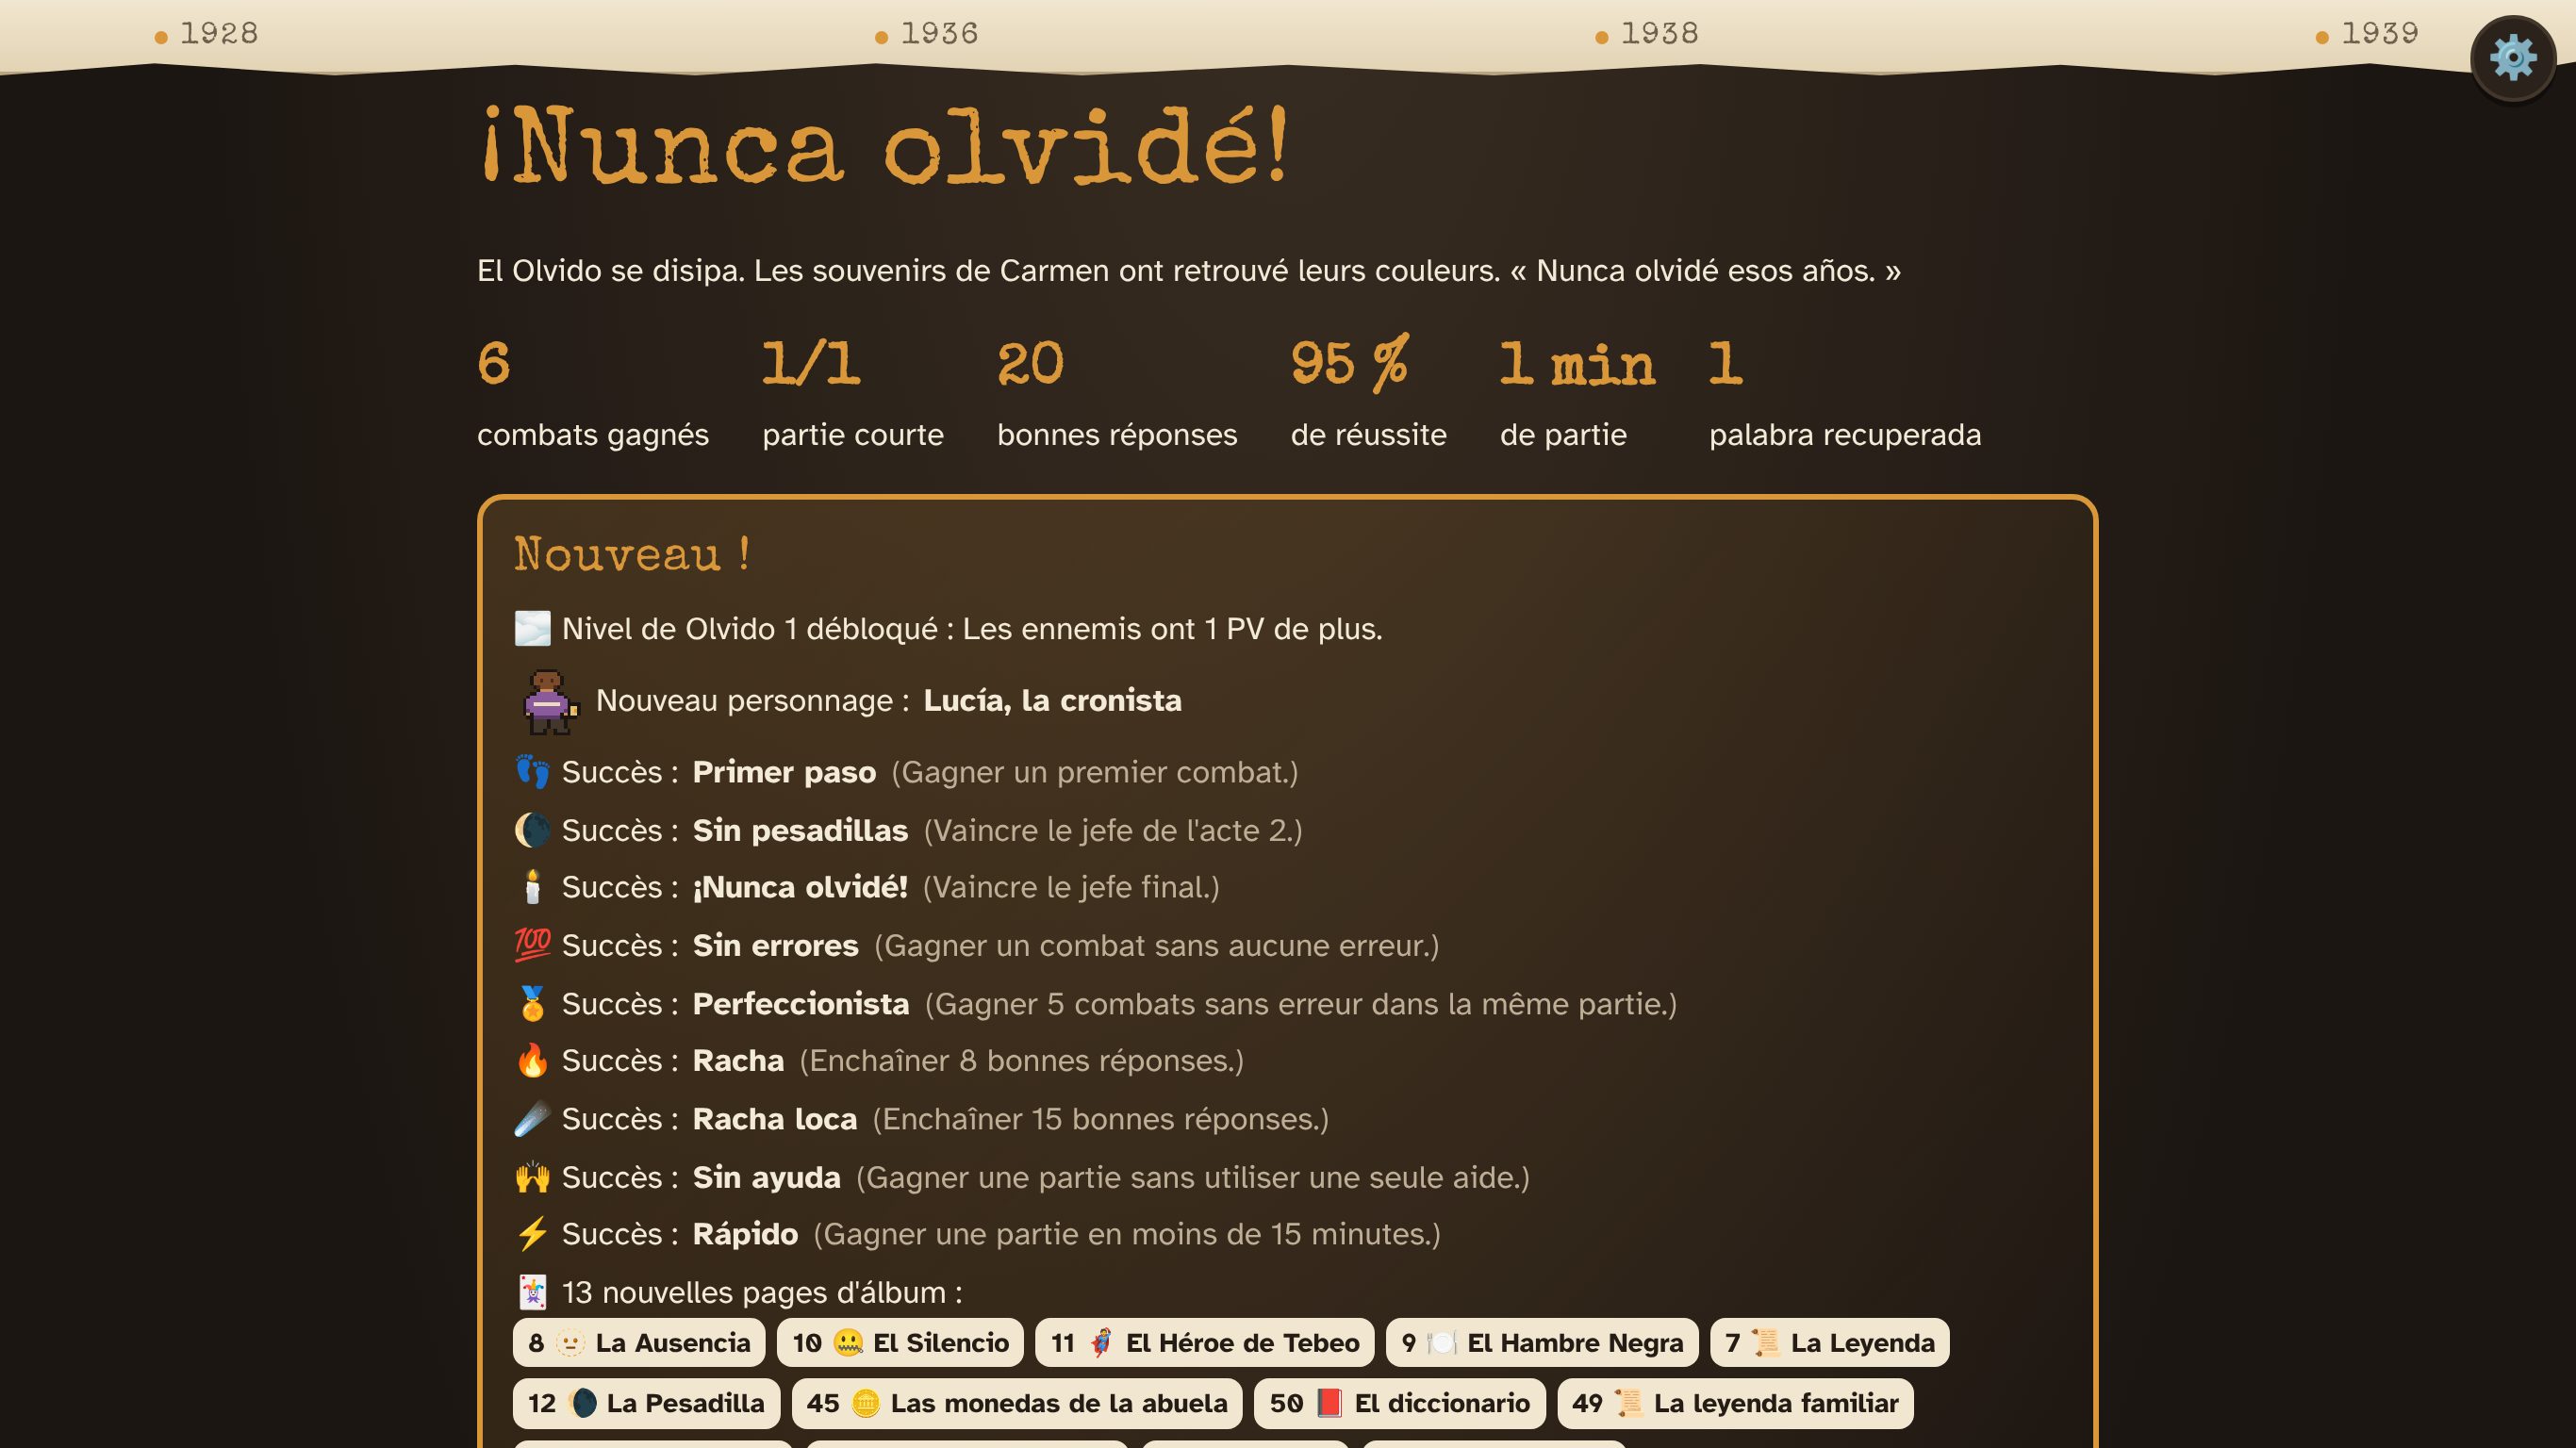 1928 1936 1938 1939
¡Nunca olvidé!
El Olvido se disipa. Les souvenirs de Carmen ont retrouvé leurs couleurs. « Nunca olvidé esos años. »
6 1/1 20 95 % 1 min 1
combats gagnés partie courte bonnes réponses de réussite de partie palabra recuperada
Nouveau !
Nivel de Olvido 1 débloqué : Les ennemis ont 1 PV de plus.
Nouveau personnage : Lucía, la cronista
Succès : Primer paso (Gagner un premier combat.)
Succès : Sin pesadillas (Vaincre le jefe de l'acte 2.)
Succès : ¡Nunca olvidé! (Vaincre le jefe final.)
Succès : Sin errores (Gagner un combat sans aucune erreur.)
Succès : Perfeccionista (Gagner 5 combats sans erreur dans la même partie.)
Succès : Racha (Enchaîner 8 bonnes réponses.)
Succès : Racha loca (Enchaîner 15 bonnes réponses.)
Succès : Sin ayuda (Gagner une partie sans utiliser une seule aide.)
Succès : Rápido (Gagner une partie en moins de 15 minutes.)
13 nouvelles pages d'álbum :
8 La Ausencia 10 El Silencio 11 El Héroe de Tebeo 9 El Hambre Negra 7 La Leyenda
12 La Pesadilla 45 Las monedas de la abuela 50 El diccionario 49 La leyenda familiar